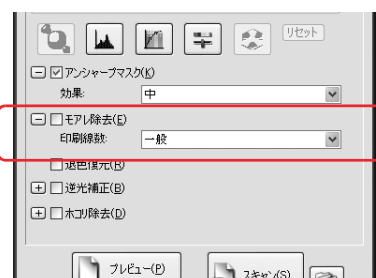 リセット
アンシャープマスク(K)
効果: 中
モアレ除去(E)
印刷線数: 一般
退色復元(R)
逆光補正(B)
ホコリ除去(D)
プレビュー(P) スキャン(S)